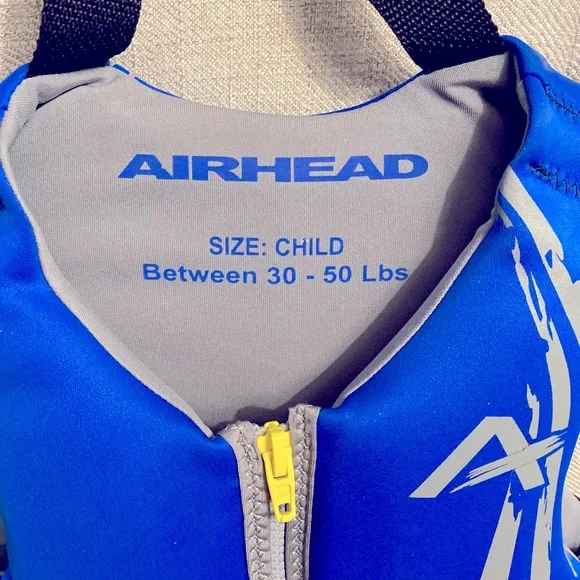 AIRHEAD
SIZE: CHILD
Between 30 - 50 Lbs